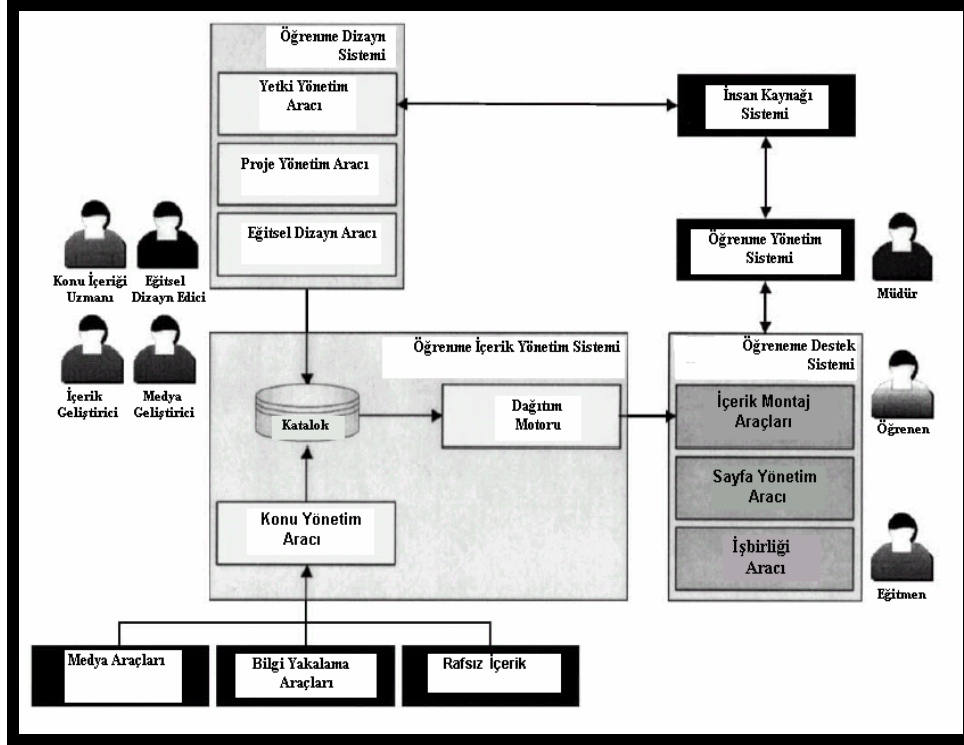 Öğrenme Dizayn
Sistemi
Yetki Yönetim
Aracı
Proje Yönetim Aracı
Eğitsel Dizayn Aracı
İnsan Kaynağı
Sistemi
Öğrenme Yönetim
Sistemi
Müdür
Konu İçeriği
Uzmanı
Eğitsel
Dizayn Edici
İçerik
Geliştirici
Medya
Geliştirici
Öğrenme İçerik Yönetim Sistemi
Katalok
Dağıtım
Motoru
Konu Yönetim
Aracı
Öğreneme Destek
Sistemi
İçerik Montaj
Araçları
Sayfa Yönetim
Aracı
İşbirliği
Aracı
Öğrenen
Eğitmen
Medya Araçları
Bilgi Yakalama
Araçları
Rafsız İçerik